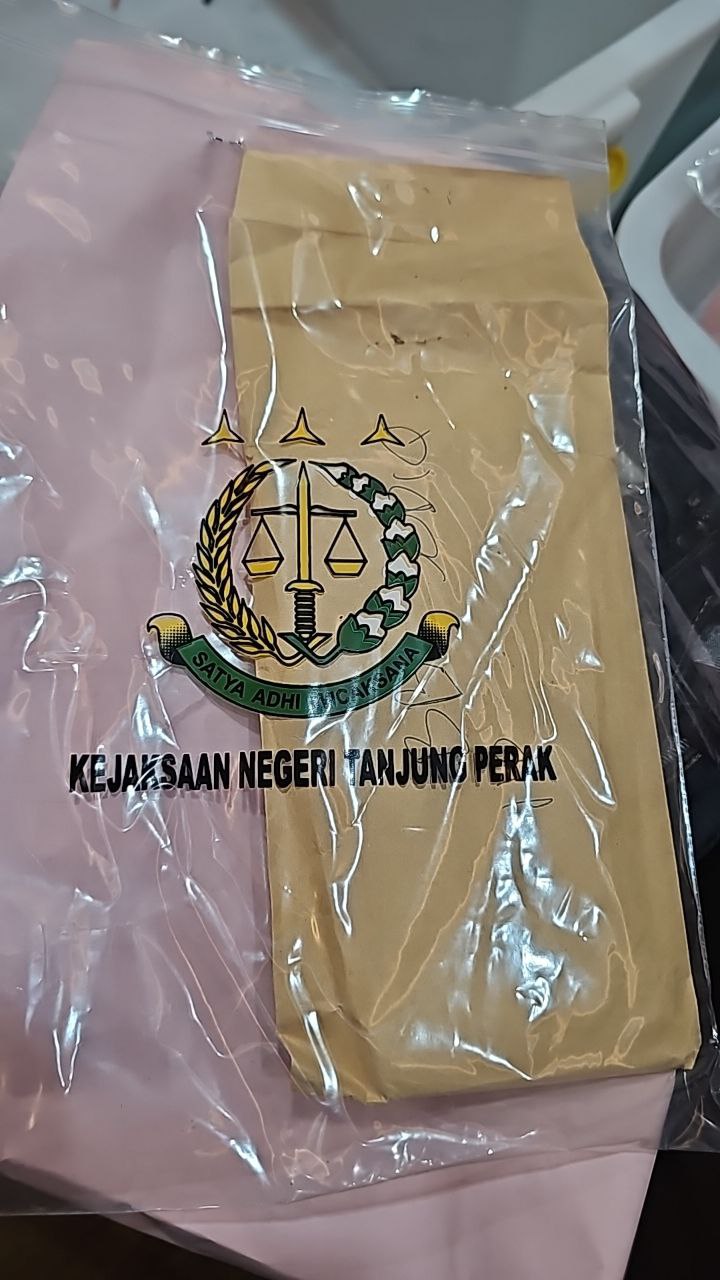 SATYA ADHI WICAKSANA
KEJAKSAAN NEGERI TANJUNG PERAK